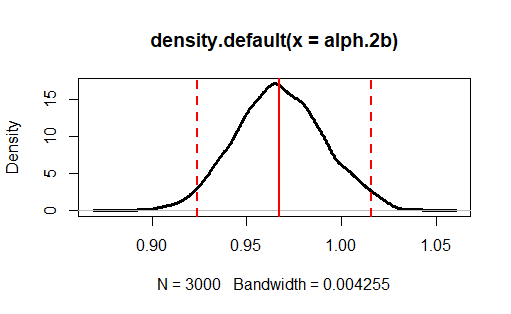 density.default(x = alph.2b)
Density
15
10
5
0
0.90 0.95 1.00 1.05
N = 3000 Bandwidth = 0.004255